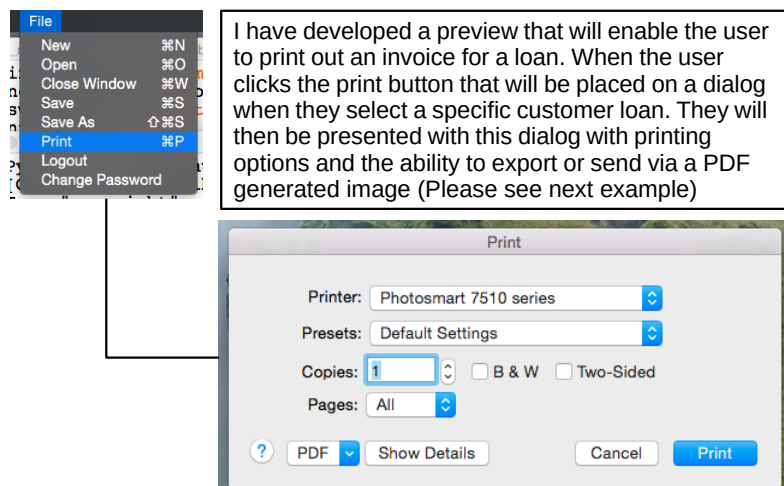 File
New ⌘N
Open ⌘O
Close Window ⌘W
Save ⌘S
Save As ⇧⌘S
Print ⌘P
Logout
Change Password
I have developed a preview that will enable the user
to print out an invoice for a loan. When the user
clicks the print button that will be placed on a dialog
when they select a specific customer loan. They will
then be presented with this dialog with printing
options and the ability to export or send via a PDF
generated image (Please see next example)
Print
Printer: Photosmart 7510 series
Presets: Default Settings
Copies: 1 B & W Two-Sided
Pages: All
? PDF Show Details Cancel Print